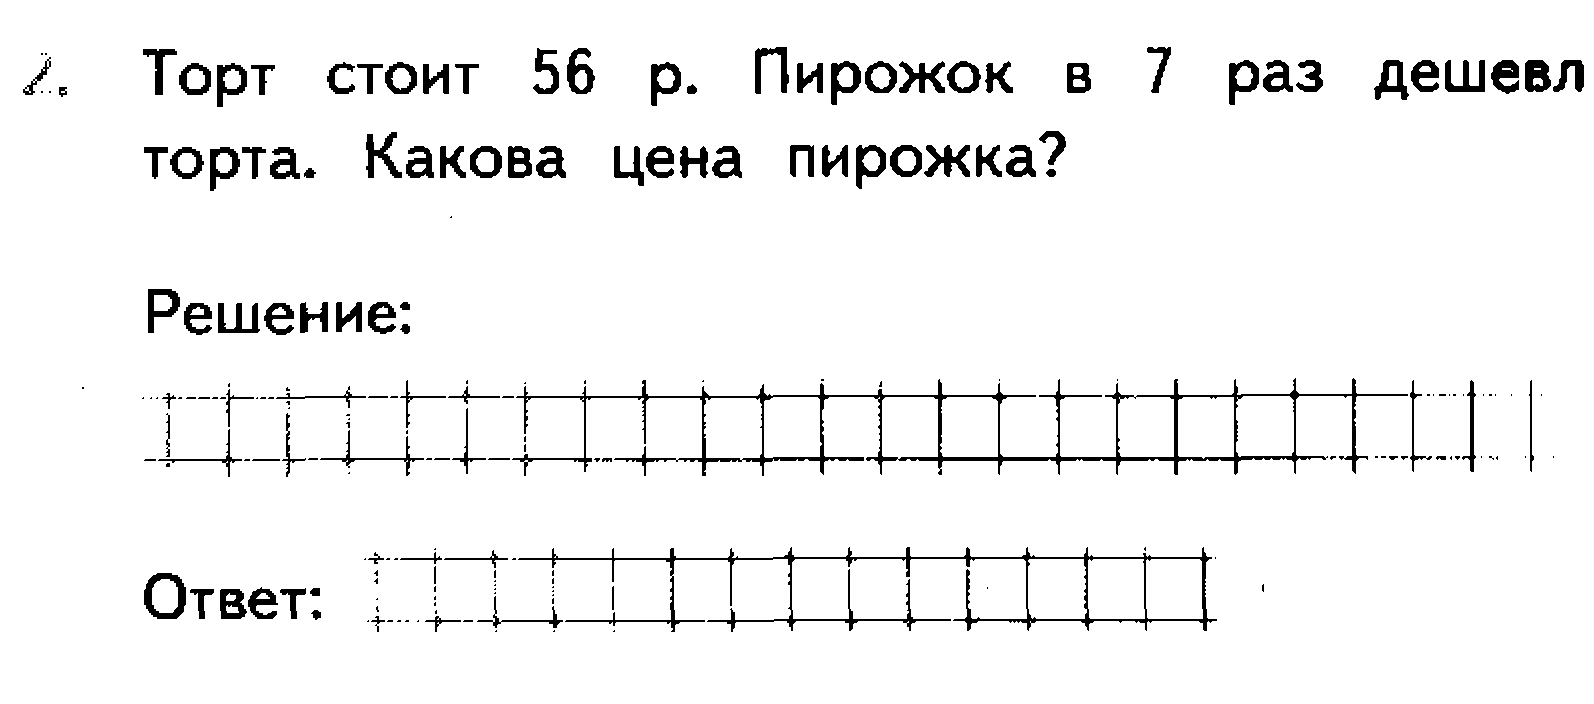 2. Торт стоит 56 р. Пирожок в 7 раз дешевл
торта. Какова цена пирожка?
Решение:
Ответ: